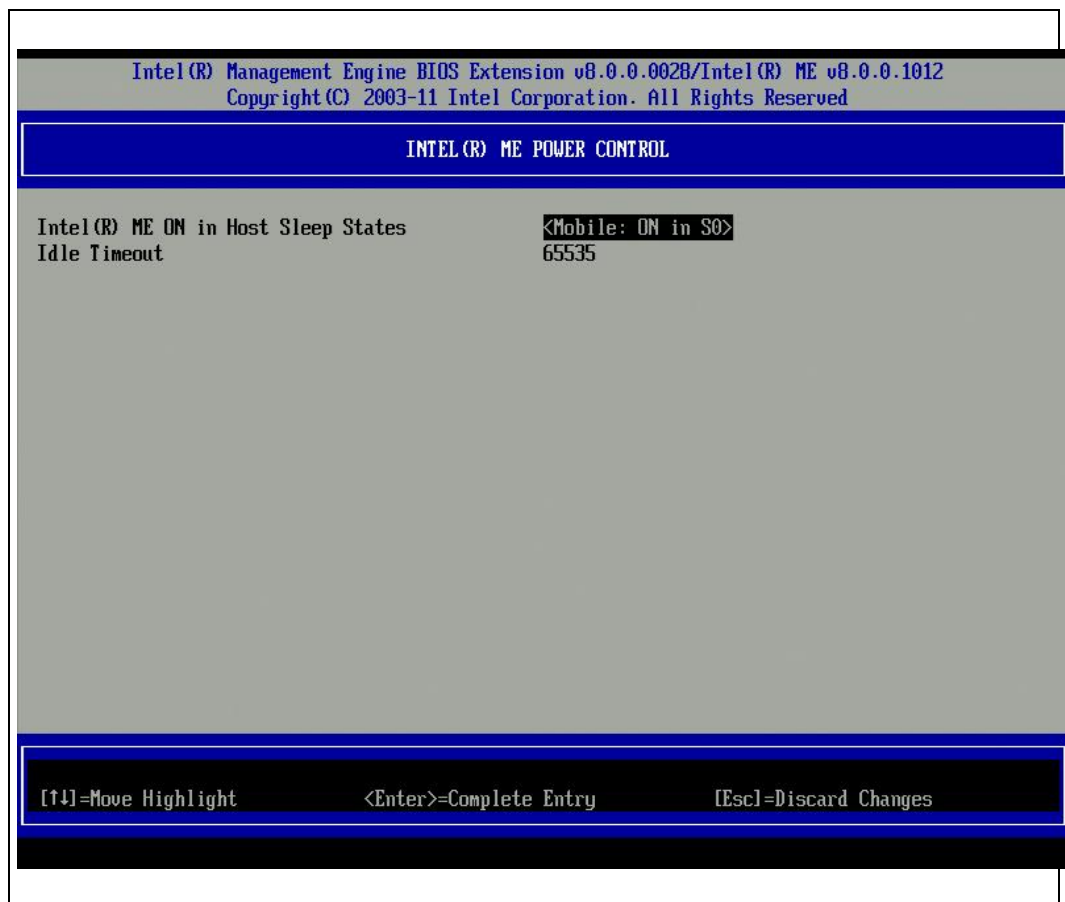 Intel(R) Management Engine BIOS Extension v8.0.0.0028/Intel(R) ME v8.0.0.1012
Copyright(C) 2003-11 Intel Corporation. All Rights Reserved
INTEL(R) ME POWER CONTROL
Intel(R) ME ON in Host Sleep States <Mobile: ON in S0>
Idle Timeout 65535
[↑↓]=Move Highlight <Enter>=Complete Entry [Esc]=Discard Changes